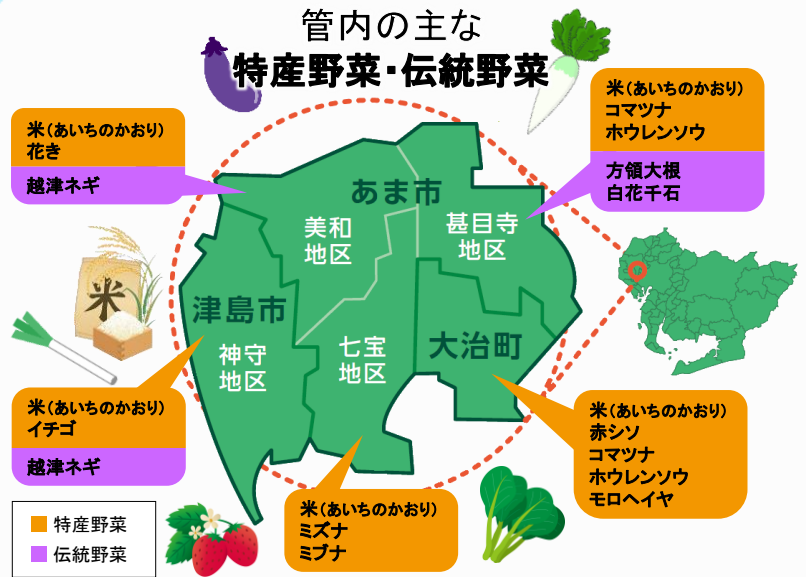 管内の主な
特産野菜・伝統野菜
米（あいちのかおり）
花き
越津ネギ
米（あいちのかおり）
コマツナ
ホウレンソウ
方領大根
白花千石
あま市
美和
地区
甚目寺
地区
津島市
神守
地区
七宝
地区
大治町
米
米（あいちのかおり）
イチゴ
越津ネギ
米（あいちのかおり）
ミズナ
ミブナ
米（あいちのかおり）
赤シソ
コマツナ
ホウレンソウ
モロヘイヤ
特産野菜
伝統野菜